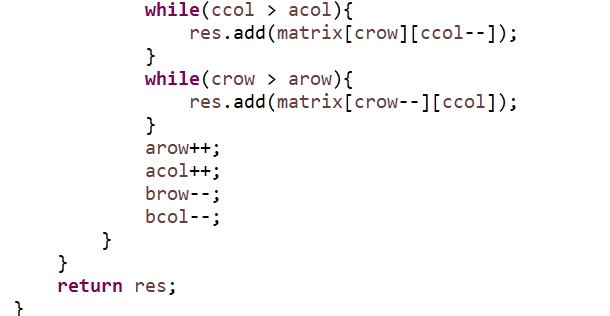 while(ccol > acol){
res.add(matrix[crow][ccol--]);
}
while(crow > arow){
res.add(matrix[crow--][ccol]);
}
arow++;
acol++;
brow--;
bcol--;
}
}
return res;
}